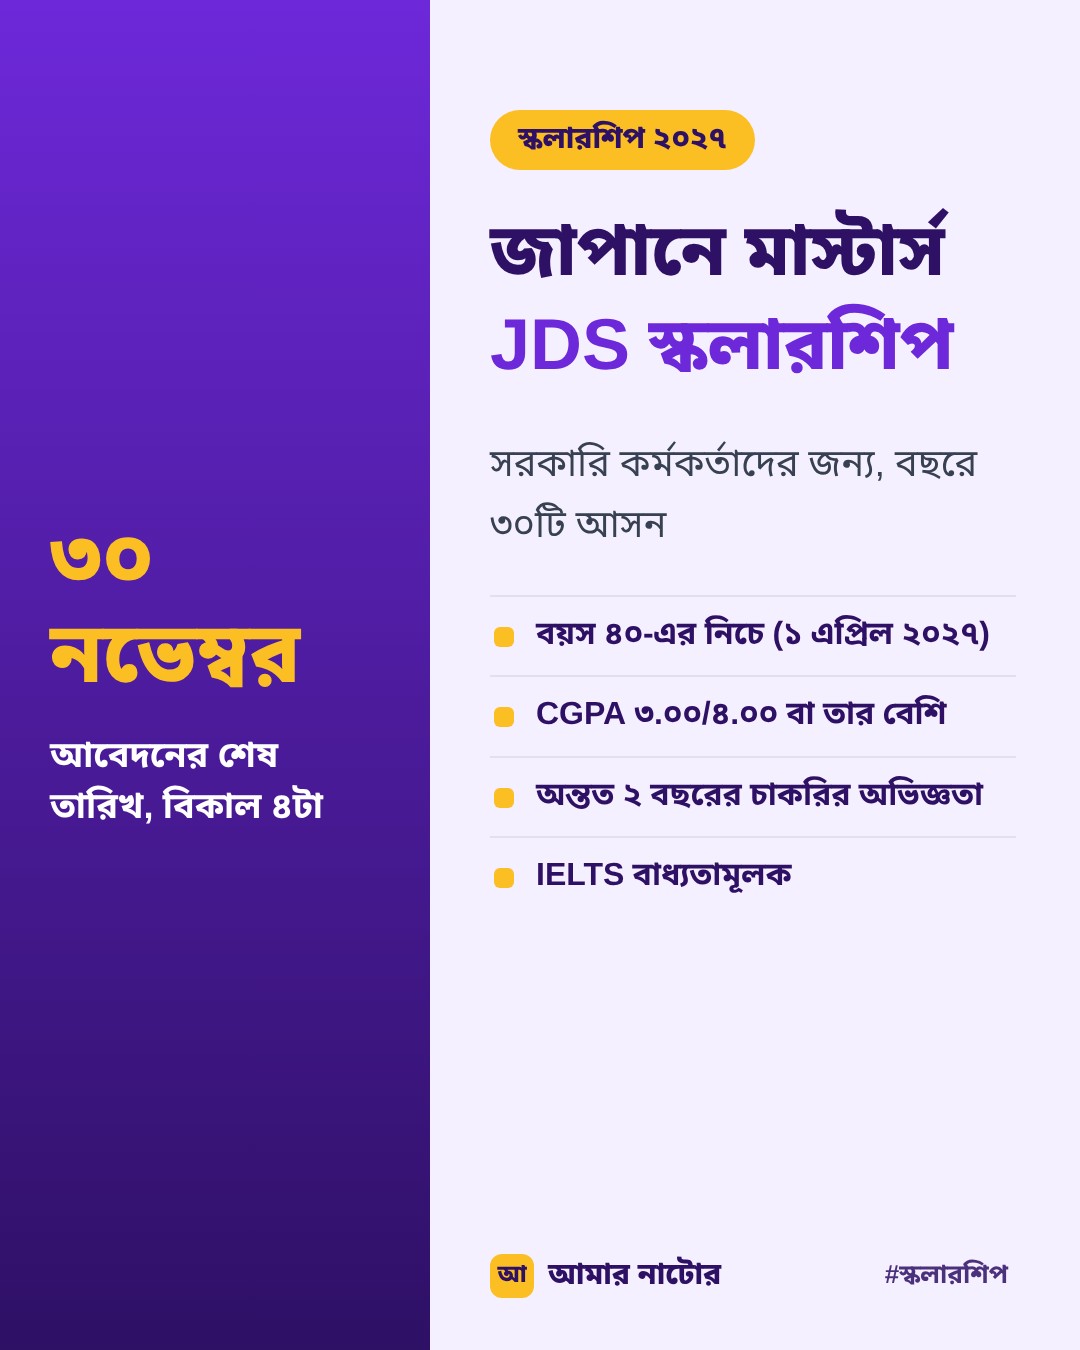 ৩০
নভেম্বর
আবেদনের শেষ
তারিখ, বিকাল ৪টা
স্কলারশিপ ২০২৭
জাপানে মাস্টার্স
JDS স্কলারশিপ
সরকারি কর্মকর্তাদের জন্য, বছরে
৩০টি আসন
বয়স ৪০-এর নিচে (১ এপ্রিল ২০২৭)
CGPA ৩.০০/৪.০০ বা তার বেশি
অন্তত ২ বছরের চাকরির অভিজ্ঞতা
IELTS বাধ্যতামূলক
আ আমার নাটোর
#স্কলারশিপ